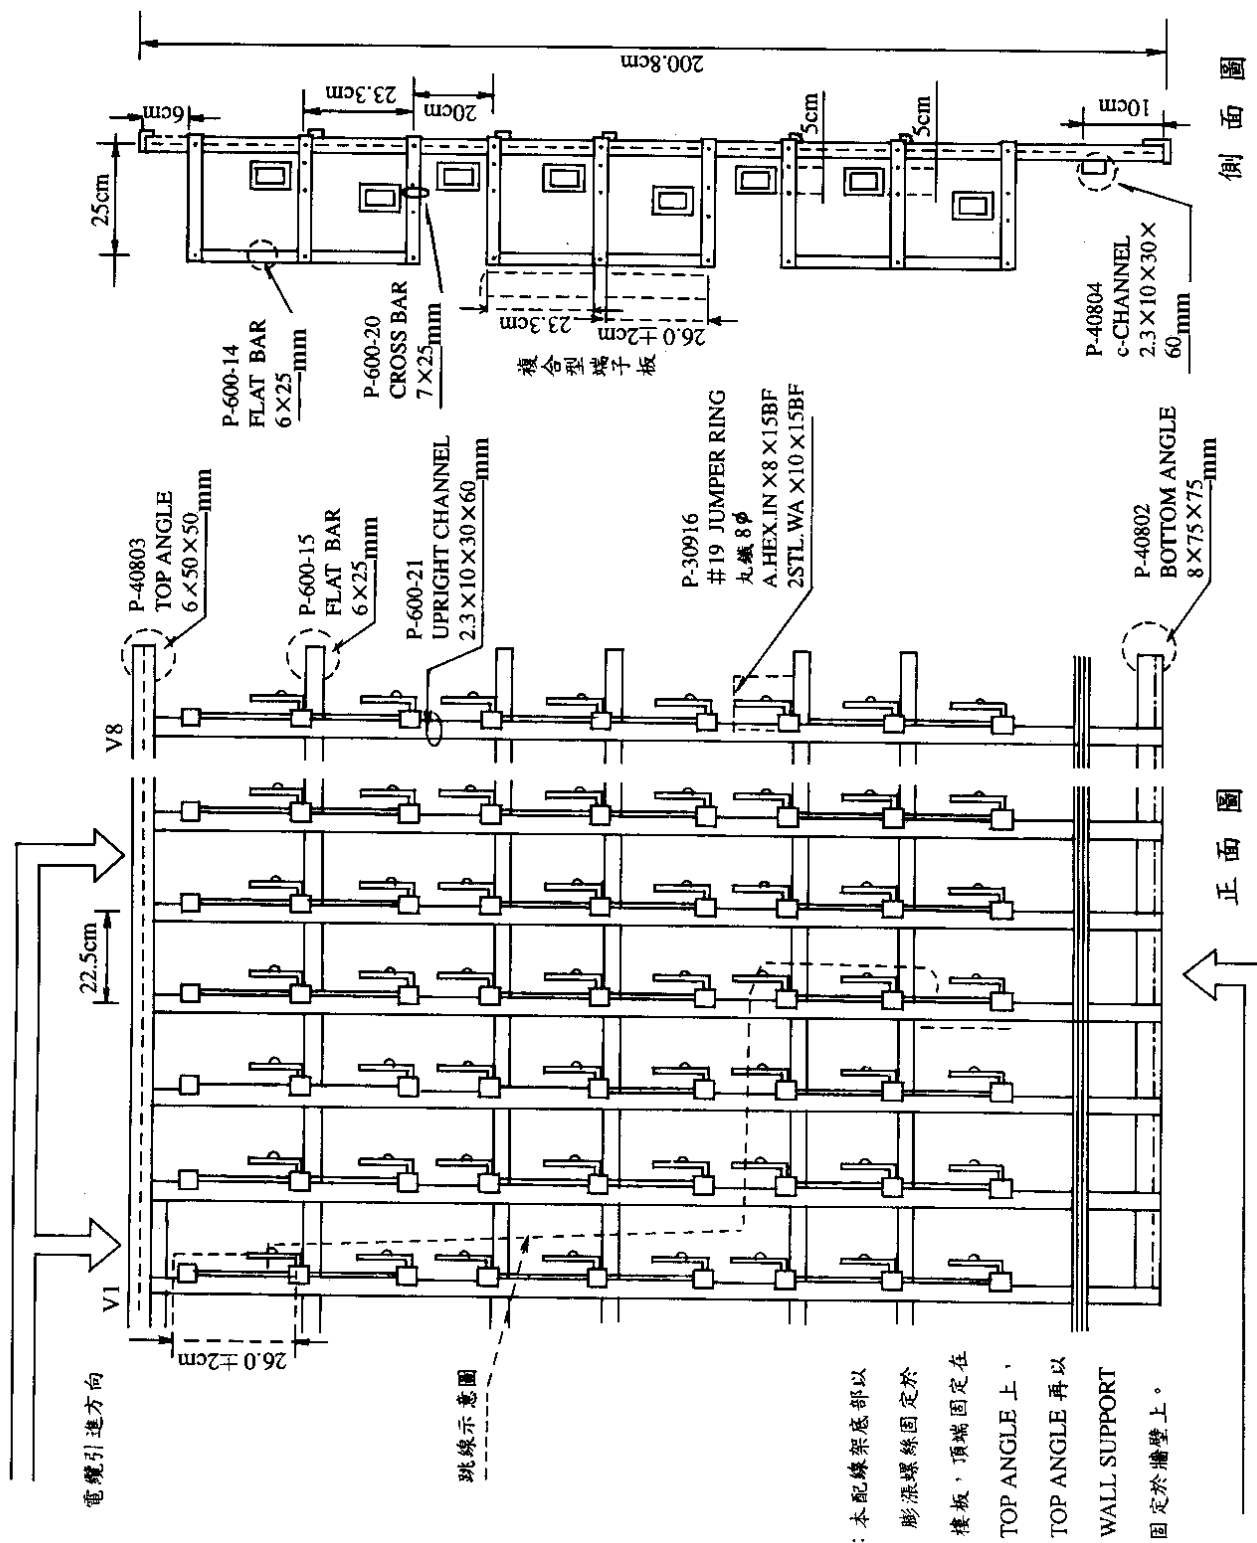 側 面 圖
200.8cm
6cm
23.3cm
20cm
5cm
5cm
10cm
25cm
P-600-14
FLAT BAR
6×25mm
P-600-20
CROSS BAR
7×25mm
23.3cm
26.0±2cm
複合型端子板
P-40804
c-CHANNEL
2.3×10×30×
60mm
P-40803
TOP ANGLE
6×50×50mm
P-600-15
FLAT BAR
6×25mm
P-600-21
UPRIGHT CHANNEL
2.3×10×30×60mm
P-30916
#19 JUMPER RING
丸鐵 8ϕ
A.HEX.IN×8×15BF
2STL.WA×10×15BF
P-40802
BOTTOM ANGLE
8×75×75mm
V8
22.5cm
V1
26.0±2cm
正 面 圖
電纜引進方向
跳線示意圖
：本配線架底部以
膨漲螺絲固定於
樓板，頂端固定在
TOP ANGLE 上，
TOP ANGLE 再以
WALL SUPPORT
固定於牆壁上。